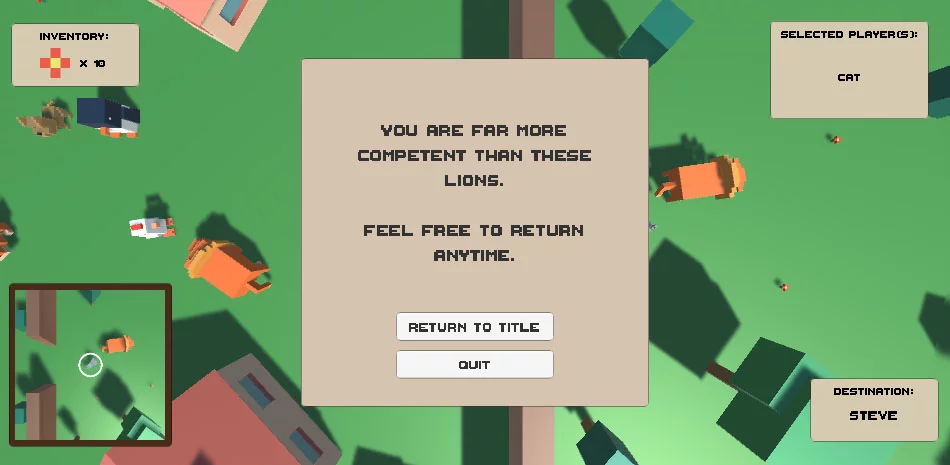 INVENTORY:
X 10
SELECTED PLAYER(S):
CAT
YOU ARE FAR MORE
COMPETENT THAN THESE
LIONS.
FEEL FREE TO RETURN
ANYTIME.
RETURN TO TITLE
QUIT
DESTINATION:
STEVE